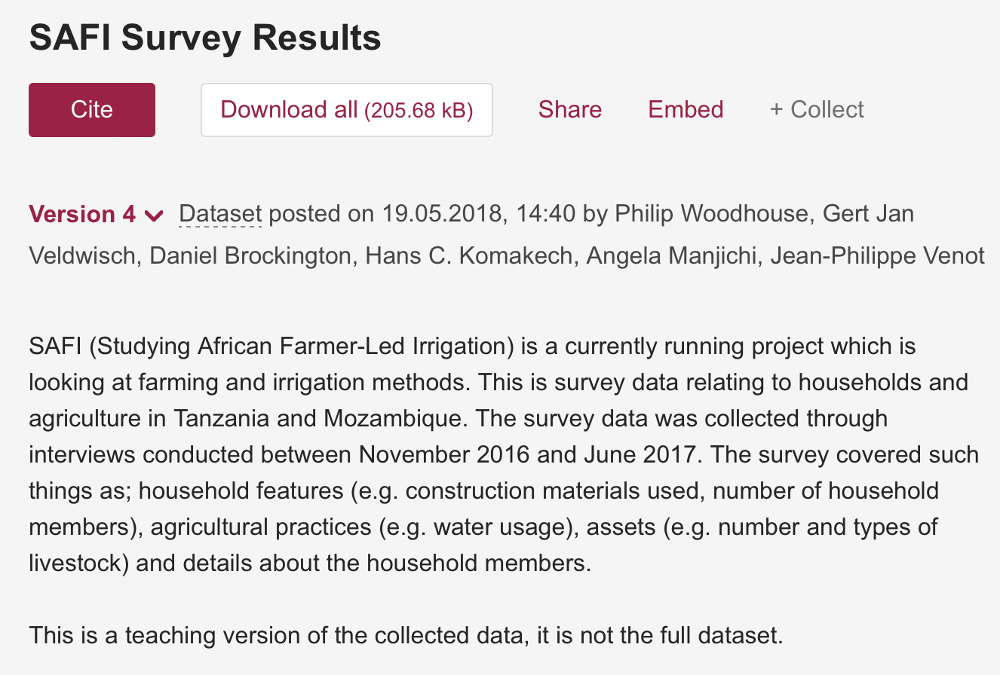 SAFI Survey Results
Cite Download all (205.68 kB) Share Embed + Collect
Version 4 Dataset posted on 19.05.2018, 14:40 by Philip Woodhouse, Gert Jan
Veldwisch, Daniel Brockington, Hans C. Komakech, Angela Manjichi, Jean-Philippe Venot
SAFI (Studying African Farmer-Led Irrigation) is a currently running project which is
looking at farming and irrigation methods. This is survey data relating to households and
agriculture in Tanzania and Mozambique. The survey data was collected through
interviews conducted between November 2016 and June 2017. The survey covered such
things as; household features (e.g. construction materials used, number of household
members), agricultural practices (e.g. water usage), assets (e.g. number and types of
livestock) and details about the household members.
This is a teaching version of the collected data, it is not the full dataset.